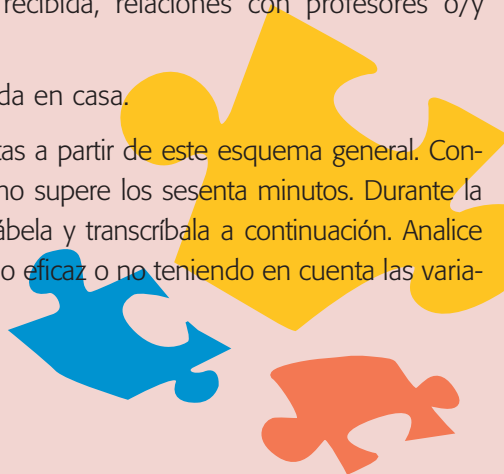 recibida, relaciones con profesores o/y
da en casa.
tas a partir de este esquema general. Con-
no supere los sesenta minutos. Durante la
ábela y transcríbala a continuación. Analice
o eficaz o no teniendo en cuenta las varia-